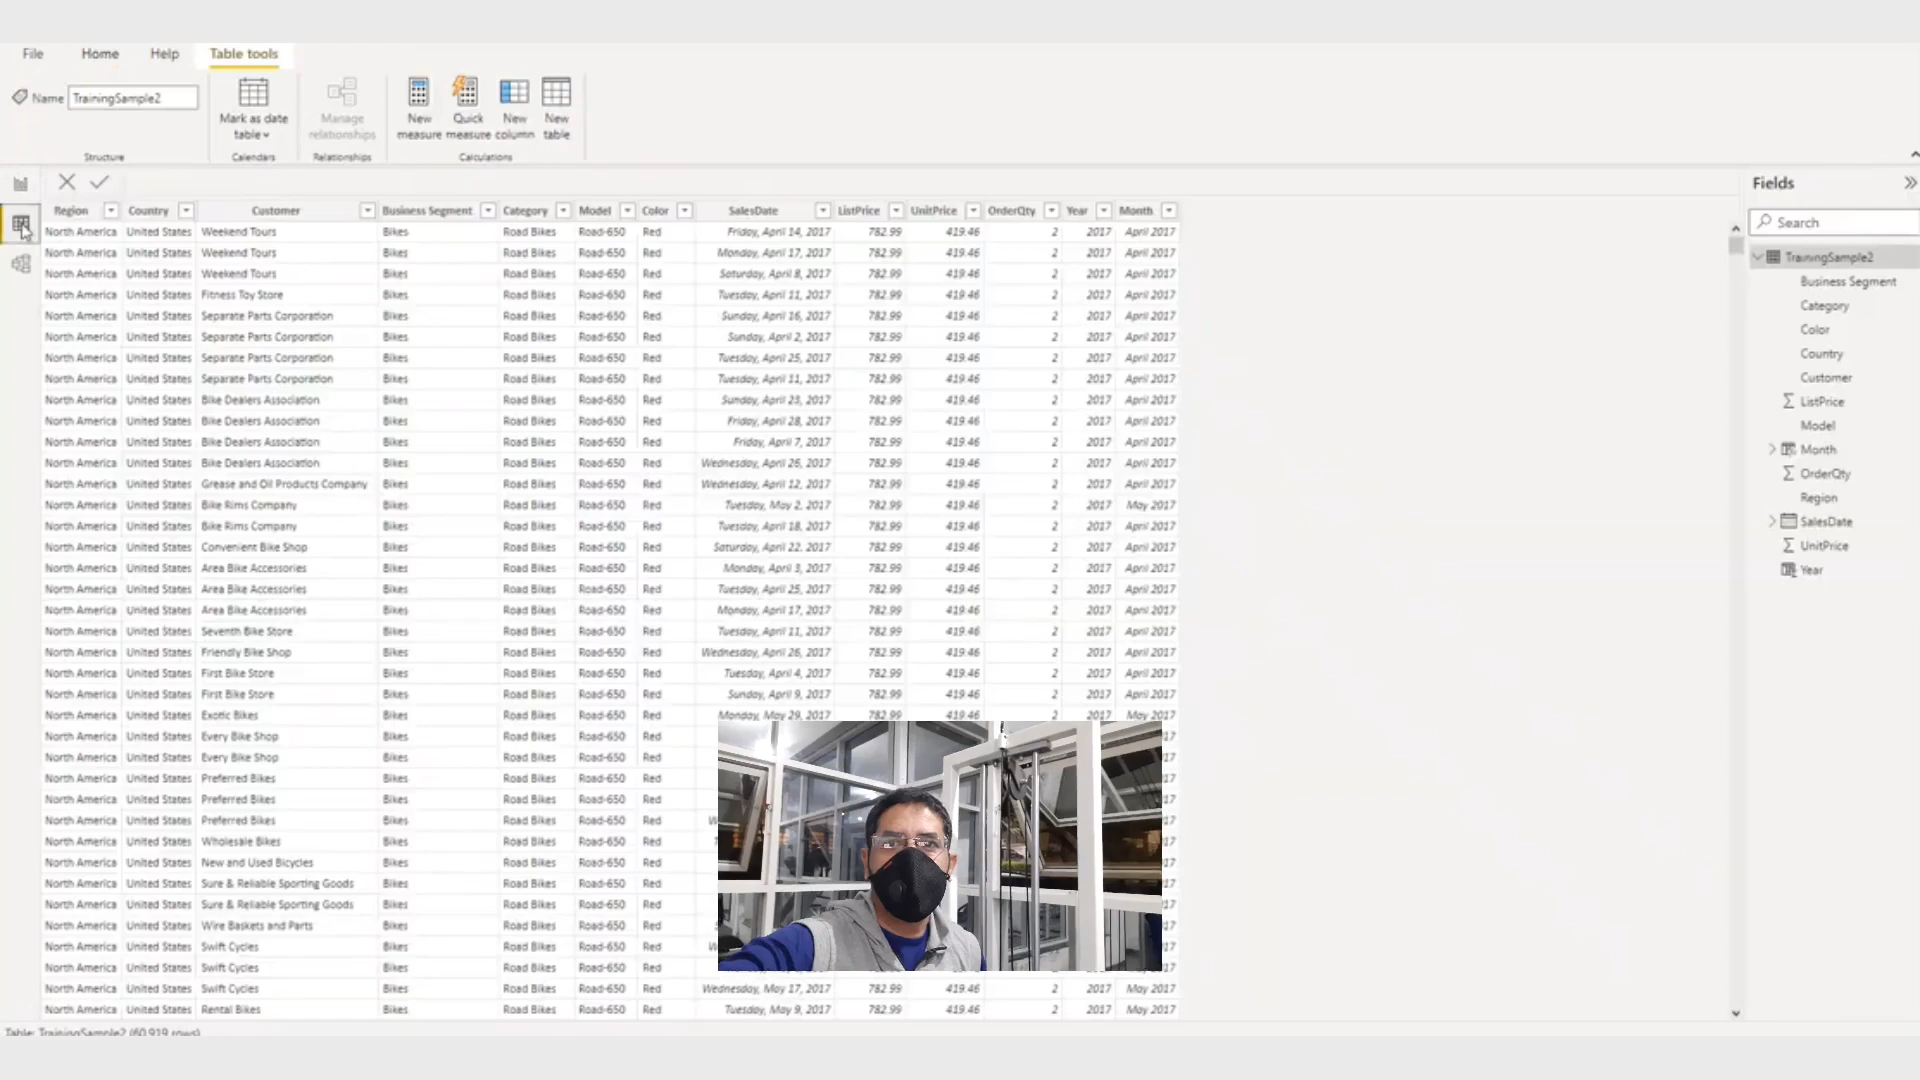 File Home Help Table tools
Name TrainingSample2
Mark as date table Manage relationships New measure Quick measure New column New table
Structure Calendars Relationships Calculations
Fields
Search
Region Country Customer Business Segment Category Model Color SalesDate ListPrice UnitPrice OrderQty Year Month
North America United States Weekend Tours Bikes Road Bikes Road-650 Red Friday, April 14, 2017 782.99 419.46 2 2017 April 2017
North America United States Weekend Tours Bikes Road Bikes Road-650 Red Monday, April 17, 2017 782.99 419.46 2 2017 April 2017
North America United States Weekend Tours Bikes Road Bikes Road-650 Red Saturday, April 8, 2017 782.99 419.46 2 2017 April 2017
North America United States Fitness Toy Store Bikes Road Bikes Road-650 Red Tuesday, April 11, 2017 782.99 419.46 2 2017 April 2017
North America United States Separate Parts Corporation Bikes Road Bikes Road-650 Red Sunday, April 16, 2017 782.99 419.46 2 2017 April 2017
North America United States Separate Parts Corporation Bikes Road Bikes Road-650 Red Sunday, April 2, 2017 782.99 419.46 2 2017 April 2017
North America United States Separate Parts Corporation Bikes Road Bikes Road-650 Red Tuesday, April 25, 2017 782.99 419.46 2 2017 April 2017
North America United States Separate Parts Corporation Bikes Road Bikes Road-650 Red Tuesday, April 11, 2017 782.99 419.46 2 2017 April 2017
North America United States Bike Dealers Association Bikes Road Bikes Road-650 Red Sunday, April 23, 2017 782.99 419.46 2 2017 April 2017
North America United States Bike Dealers Association Bikes Road Bikes Road-650 Red Friday, April 28, 2017 782.99 419.46 2 2017 April 2017
North America United States Bike Dealers Association Bikes Road Bikes Road-650 Red Friday, April 7, 2017 782.99 419.46 2 2017 April 2017
North America United States Bike Dealers Association Bikes Road Bikes Road-650 Red Wednesday, April 26, 2017 782.99 419.46 2 2017 April 2017
North America United States Grease and Oil Products Company Bikes Road Bikes Road-650 Red Wednesday, April 12, 2017 782.99 419.46 2 2017 April 2017
North America United States Bike Rims Company Bikes Road Bikes Road-650 Red Tuesday, May 2, 2017 782.99 419.46 2 2017 May 2017
North America United States Bike Rims Company Bikes Road Bikes Road-650 Red Tuesday, April 18, 2017 782.99 419.46 2 2017 April 2017
North America United States Convenient Bike Shop Bikes Road Bikes Road-650 Red Saturday, April 22, 2017 782.99 419.46 2 2017 April 2017
North America United States Area Bike Accessories Bikes Road Bikes Road-650 Red Monday, April 3, 2017 782.99 419.46 2 2017 April 2017
North America United States Area Bike Accessories Bikes Road Bikes Road-650 Red Tuesday, April 25, 2017 782.99 419.46 2 2017 April 2017
North America United States Area Bike Accessories Bikes Road Bikes Road-650 Red Monday, April 17, 2017 782.99 419.46 2 2017 April 2017
North America United States Seventh Bike Store Bikes Road Bikes Road-650 Red Tuesday, April 11, 2017 782.99 419.46 2 2017 April 2017
North America United States Friendly Bike Shop Bikes Road Bikes Road-650 Red Wednesday, April 26, 2017 782.99 419.46 2 2017 April 2017
North America United States First Bike Store Bikes Road Bikes Road-650 Red Tuesday, April 4, 2017 782.99 419.46 2 2017 April 2017
North America United States First Bike Store Bikes Road Bikes Road-650 Red Sunday, April 9, 2017 782.99 419.46 2 2017 April 2017
North America United States Exotic Bikes Bikes Road Bikes Road-650 Red Monday, May 29, 2017 782.99 419.46 2 2017 May 2017
North America United States Every Bike Shop Bikes Road Bikes Road-650 Red 17
North America United States Every Bike Shop Bikes Road Bikes Road-650 Red 17
North America United States Preferred Bikes Bikes Road Bikes Road-650 Red 17
North America United States Preferred Bikes Bikes Road Bikes Road-650 Red 17
North America United States Preferred Bikes Bikes Road Bikes Road-650 Red W 17
North America United States Wholesale Bikes Bikes Road Bikes Road-650 Red 17
North America United States New and Used Bicycles Bikes Road Bikes Road-650 Red 17
North America United States Sure & Reliable Sporting Goods Bikes Road Bikes Road-650 Red 17
North America United States Sure & Reliable Sporting Goods Bikes Road Bikes Road-650 Red 17
North America United States Wire Baskets and Parts Bikes Road Bikes Road-650 Red 17
North America United States Swift Cycles Bikes Road Bikes Road-650 Red W 17
North America United States Swift Cycles Bikes Road Bikes Road-650 Red 17
North America United States Swift Cycles Bikes Road Bikes Road-650 Red Wednesday, May 17, 2017 782.99 419.46 2 2017 May 2017
North America United States Rental Bikes Bikes Road Bikes Road-650 Red Tuesday, May 9, 2017 782.99 419.46 2 2017 May 2017
TrainingSample2
Business Segment
Category
Color
Country
Customer
ListPrice
Model
Month
OrderQty
Region
SalesDate
UnitPrice
Year
Table: TrainingSample2 (60,919 rows)